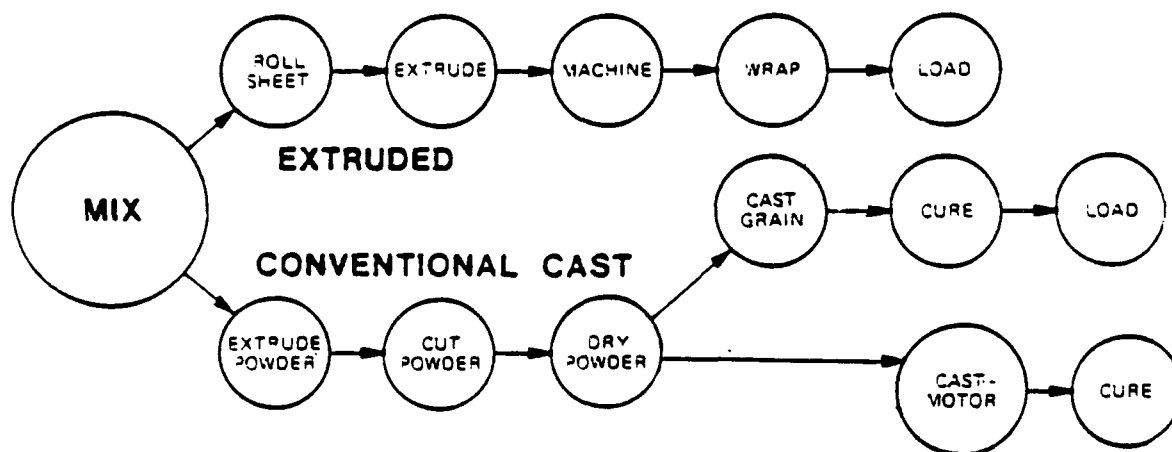 ROLL
SHEET
EXTRUDE
MACHINE
WRAP
LOAD
EXTRUDED
MIX
CAST
GRAIN
CURE
LOAD
CONVENTIONAL CAST
EXTRUDE
POWDER
CUT
POWDER
DRY
POWDER
CAST-
MOTOR
CURE